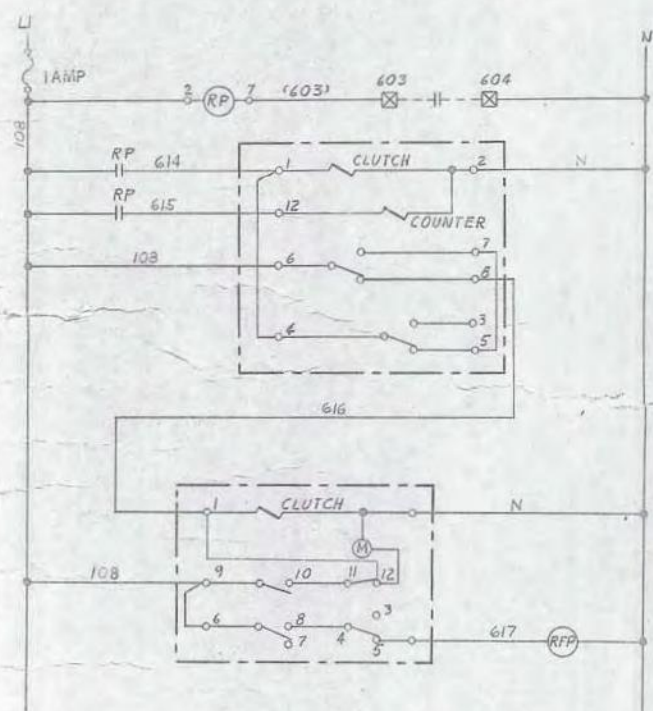 L1 N
1 AMP
2 RP 7 (603) 603 604
108
RP 614 1 CLUTCH 2 N
RP 615 12 COUNTER
7
108 6 8
3
4 5
616
1 CLUTCH N
M
108 9 10 11 12
3
6 8 4 617 RFP
7 5